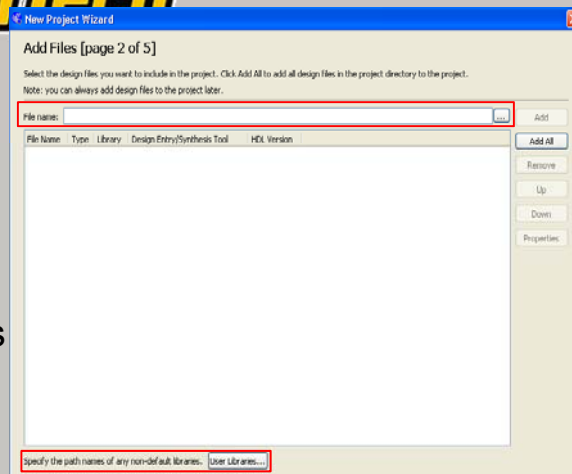 New Project Wizard
Add Files [page 2 of 5]
Select the design files you want to include in the project. Click Add All to add all design files in the project directory to the project.
Note: you can always add design files to the project later.
File name: ... Add
File Name Type Library Design Entry/Synthesis Tool HDL Version Add All
Remove
Up
Down
Properties
s
Specify the path names of any non-default libraries. User Libraries...